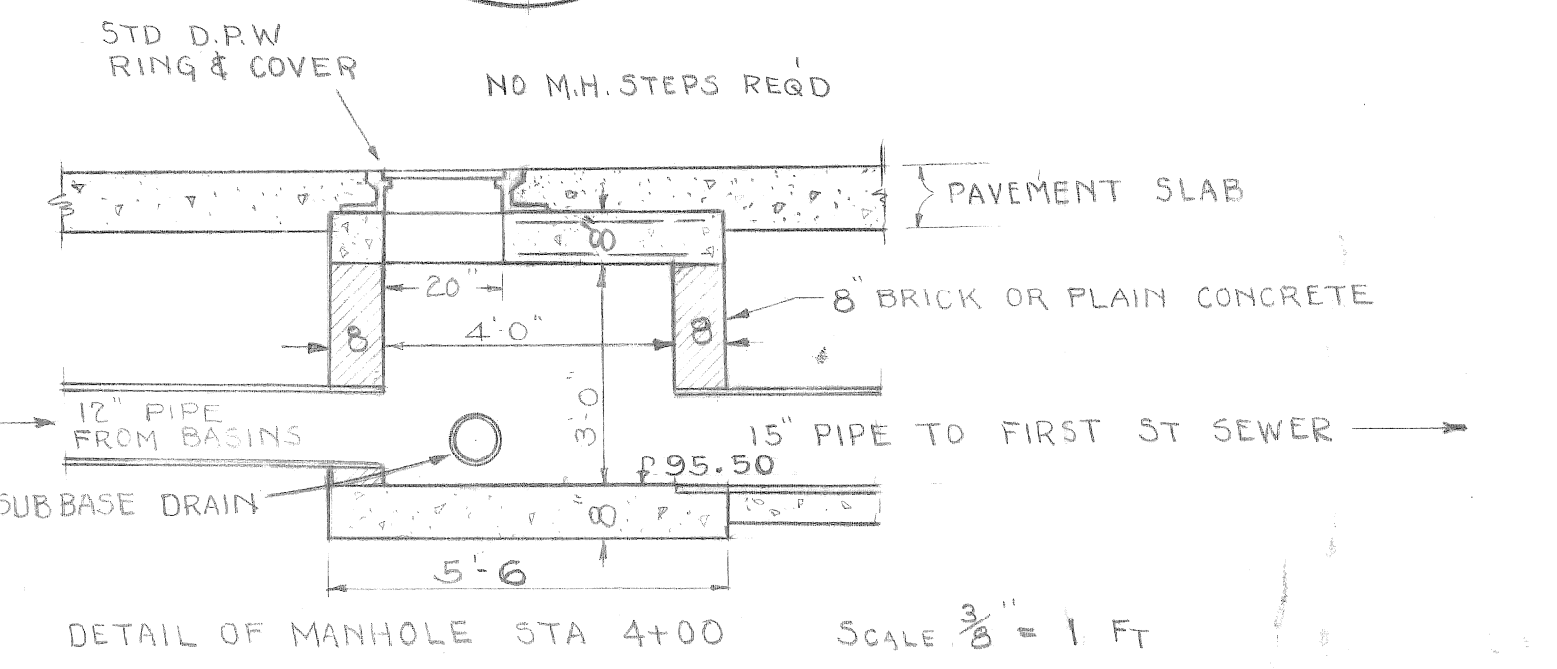 STD D.P.W
RING & COVER
NO M.H. STEPS REQ'D
PAVEMENT SLAB
8"
20"
8" BRICK OR PLAIN CONCRETE
4'-0"
8
8
3'-0"
12" PIPE
FROM BASINS
15" PIPE TO FIRST ST SEWER
95.50
SUBBASE DRAIN
8"
5'-6
DETAIL OF MANHOLE STA 4+00
SCALE 3/8" = 1 FT